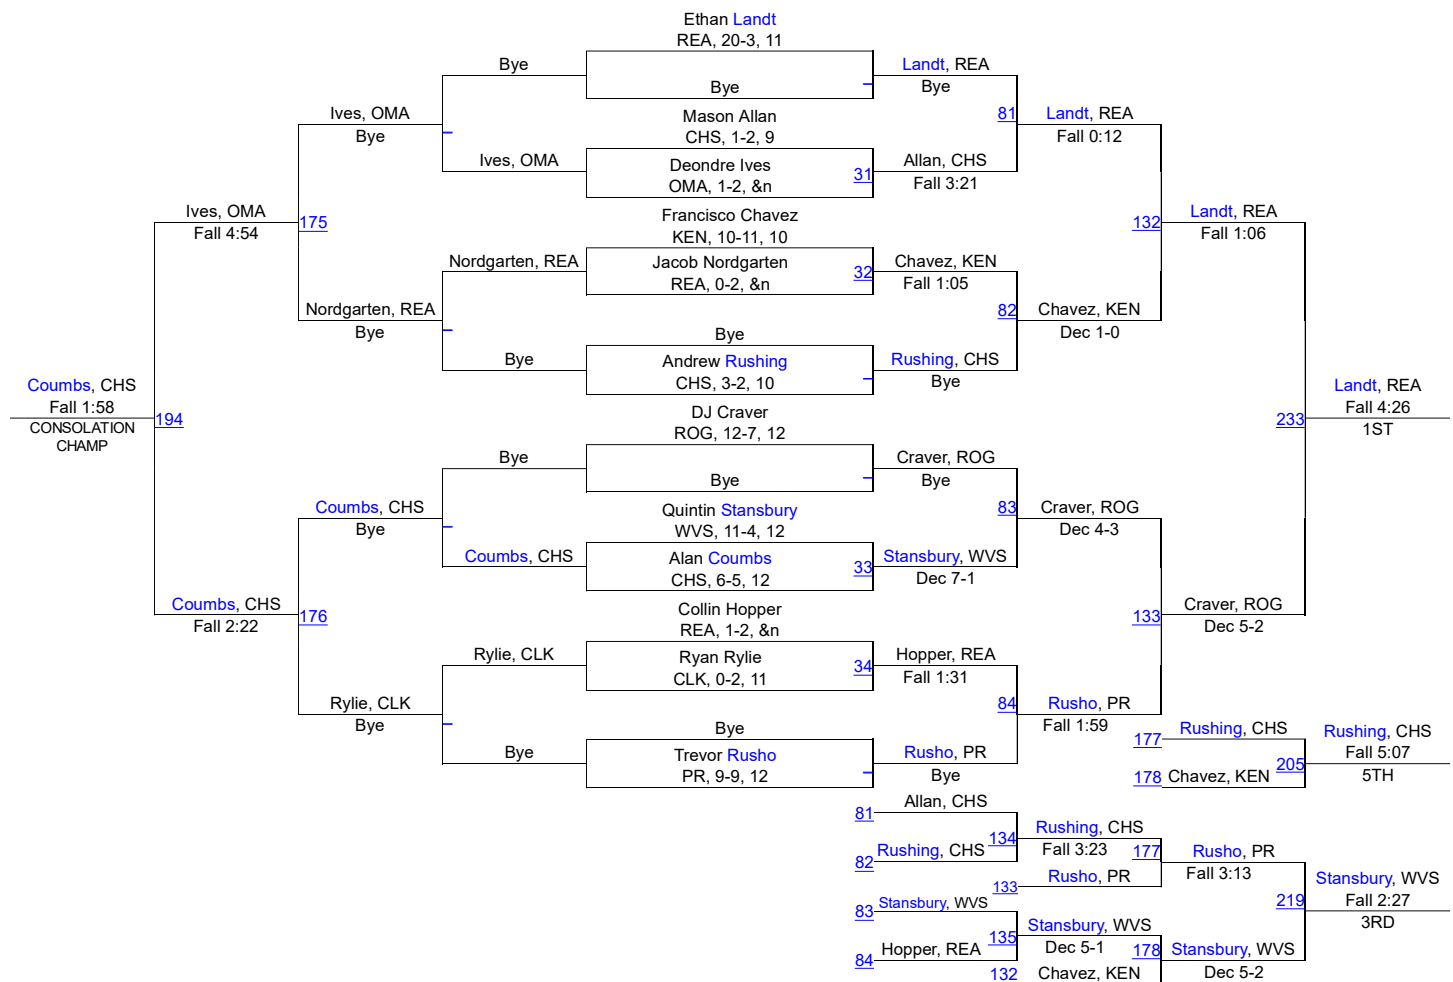 Ethan Landt
REA, 20-3, 11
Bye
Landt, REA
Bye
Bye
Mason Allan
CHS, 1-2, 9
Ives, OMA
Bye
81
Landt, REA
Fall 0:12
Ives, OMA
Deondre Ives
OMA, 1-2, &n
31
Allan, CHS
Fall 3:21
Ives, OMA
Fall 4:54
175
Francisco Chavez
KEN, 10-11, 10
132
Landt, REA
Fall 1:06
Nordgarten, REA
Jacob Nordgarten
REA, 0-2, &n
32
Chavez, KEN
Fall 1:05
Nordgarten, REA
Bye
82
Chavez, KEN
Dec 1-0
Bye
Bye
Andrew Rushing
CHS, 3-2, 10
Rushing, CHS
Bye
Coumbs, CHS
Fall 1:58
CONSOLATION
CHAMP
194
DJ Craver
ROG, 12-7, 12
233
Landt, REA
Fall 4:26
1ST
Bye
Bye
Craver, ROG
Bye
Coumbs, CHS
Bye
Quintin Stansbury
WVS, 11-4, 12
83
Craver, ROG
Dec 4-3
Coumbs, CHS
Alan Coumbs
CHS, 6-5, 12
33
Stansbury, WVS
Dec 7-1
Coumbs, CHS
Fall 2:22
176
Collin Hopper
REA, 1-2, &n
133
Craver, ROG
Dec 5-2
Rylie, CLK
Ryan Rylie
CLK, 0-2, 11
34
Hopper, REA
Fall 1:31
Rylie, CLK
Bye
84
Rusho, PR
Fall 1:59
Bye
Bye
Trevor Rusho
PR, 9-9, 12
Rusho, PR
Bye
177
Rushing, CHS
178
Chavez, KEN
205
Rushing, CHS
Fall 5:07
5TH
81
Allan, CHS
82
Rushing, CHS
134
Rushing, CHS
Fall 3:23
133
Rusho, PR
177
Rusho, PR
Fall 3:13
83
Stansbury, WVS
84
Hopper, REA
135
Stansbury, WVS
Dec 5-1
132
Chavez, KEN
178
Stansbury, WVS
Dec 5-2
219
Stansbury, WVS
Fall 2:27
3RD